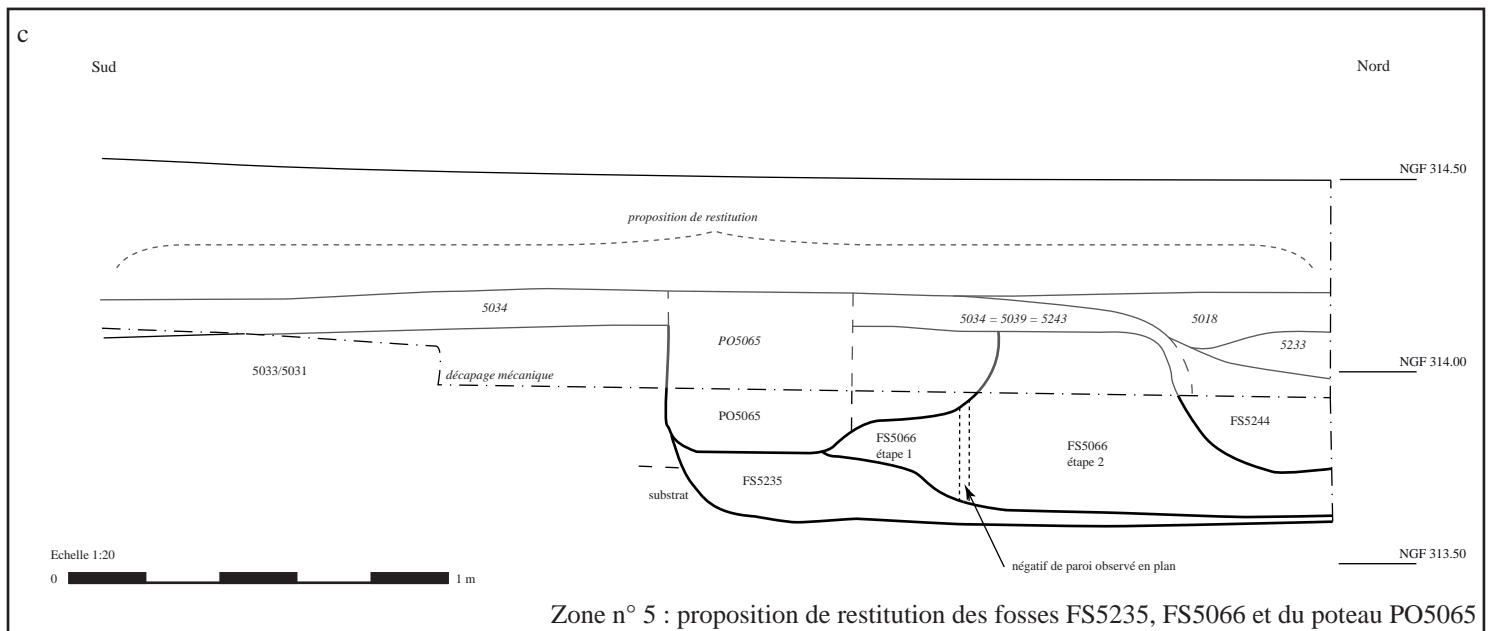 c
Sud
Nord
NGF 314.50
proposition de restitution
5034
5034 = 5039 = 5243
5018
PO5065
5233
5033/5031
décapage mécanique
NGF 314.00
PO5065
FS5066
étape 1
FS5066
étape 2
FS5244
FS5235
substrat
négatif de paroi observé en plan
NGF 313.50
Echelle 1:20
0
1 m
Zone n° 5 : proposition de restitution des fosses FS5235, FS5066 et du poteau PO5065